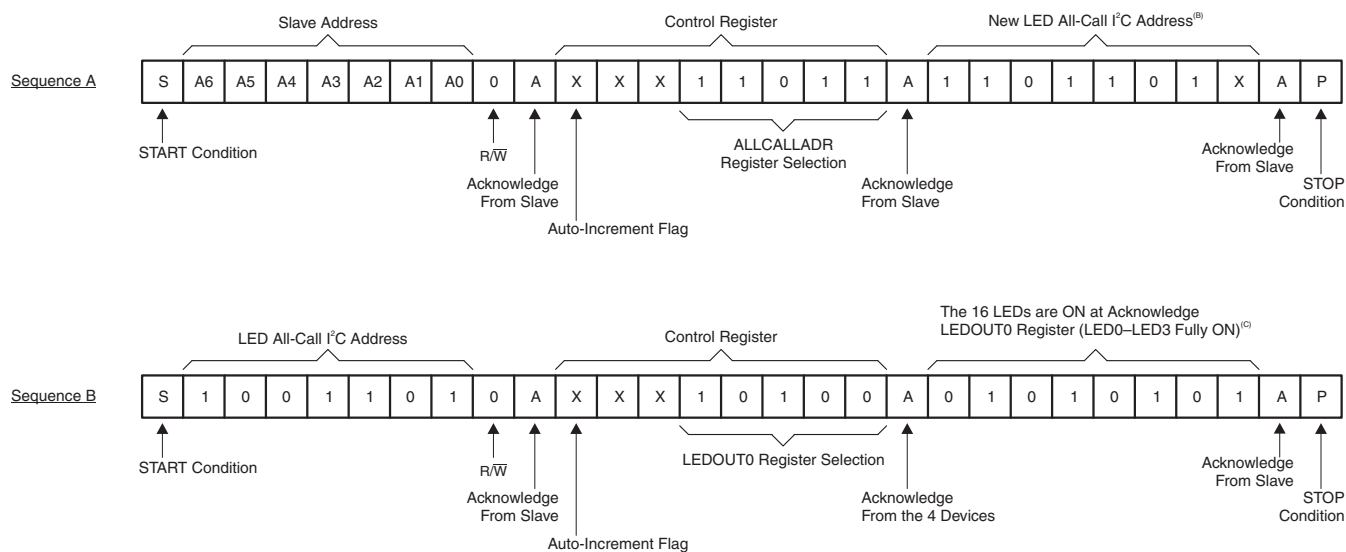 Slave Address
Control Register
New LED All-Call I²C Address(B)
Sequence A
S A6 A5 A4 A3 A2 A1 A0 0 A X X X 1 1 0 1 1 A 1 1 0 1 1 0 1 X A P
START Condition
R/W̅
Acknowledge
From Slave
Auto-Increment Flag
ALLCALLADR
Register Selection
Acknowledge
From Slave
Acknowledge
From Slave
STOP
Condition
LED All-Call I²C Address
Control Register
The 16 LEDs are ON at Acknowledge
LEDOUT0 Register (LED0–LED3 Fully ON)(C)
Sequence B
S 1 0 0 1 1 0 1 0 A X X X 1 0 1 0 0 A 0 1 0 1 0 1 0 1 A P
START Condition
R/W̅
Acknowledge
From Slave
Auto-Increment Flag
LEDOUT0 Register Selection
Acknowledge
From the 4 Devices
Acknowledge
From Slave
STOP
Condition